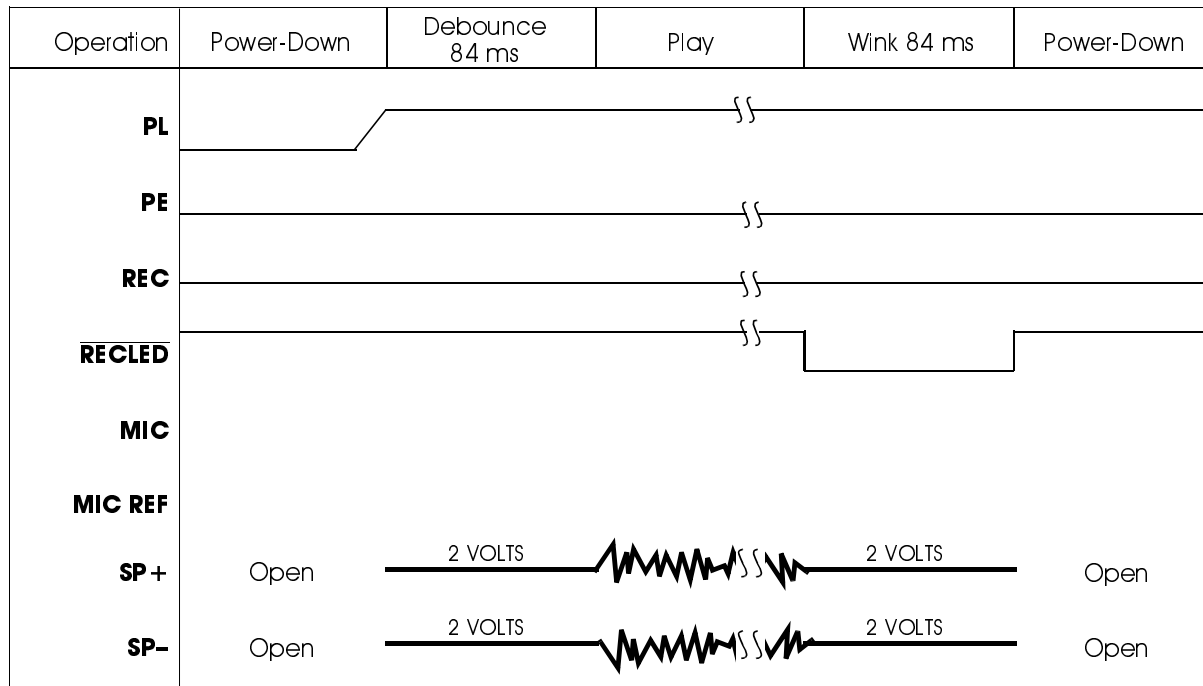 Operation Power-Down Debounce 84 ms Play Wink 84 ms Power-Down
PL
PE
REC
RECLED
MIC
MIC REF
SP+ Open 2 VOLTS 2 VOLTS Open
SP– Open 2 VOLTS 2 VOLTS Open